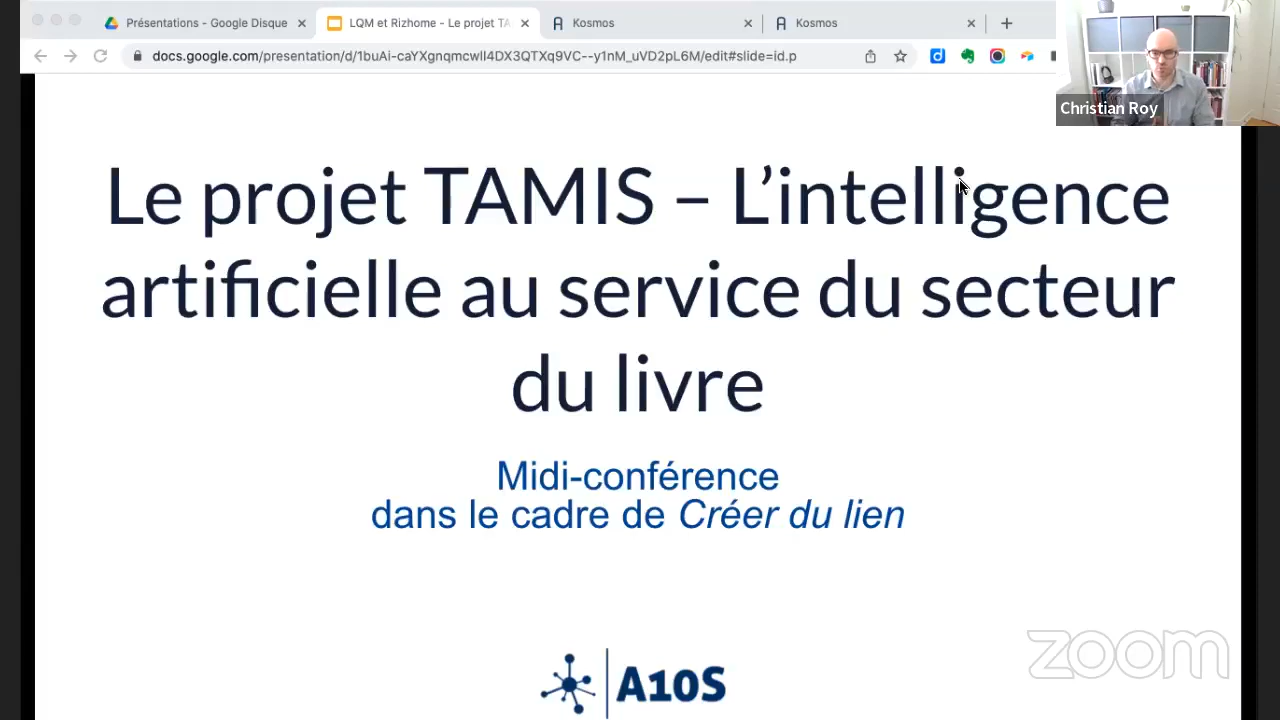 Présentations - Google Disque
LQM et Rizhome - Le projet TA
Kosmos
Kosmos
docs.google.com/presentation/d/1buAi-caYXgnqmewlI4DX3QTXq9VC--y1nM_uVD2pL6M/edit#slide=id.p
Christian Roy
Le projet TAMIS – L’intelligence
artificielle au service du secteur
du livre
Midi-conférence
dans le cadre de Créer du lien
A10S
zoom